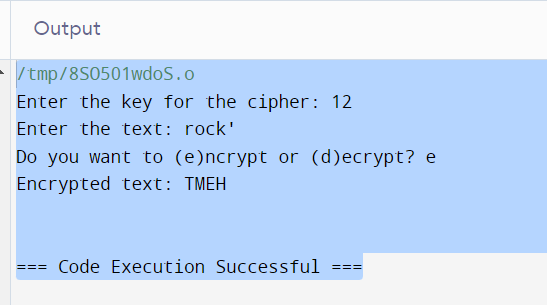 Output
/tmp/8SO501wdoS.o
Enter the key for the cipher: 12
Enter the text: rock'
Do you want to (e)ncrypt or (d)ecrypt? e
Encrypted text: TMEH
=== Code Execution Successful ===